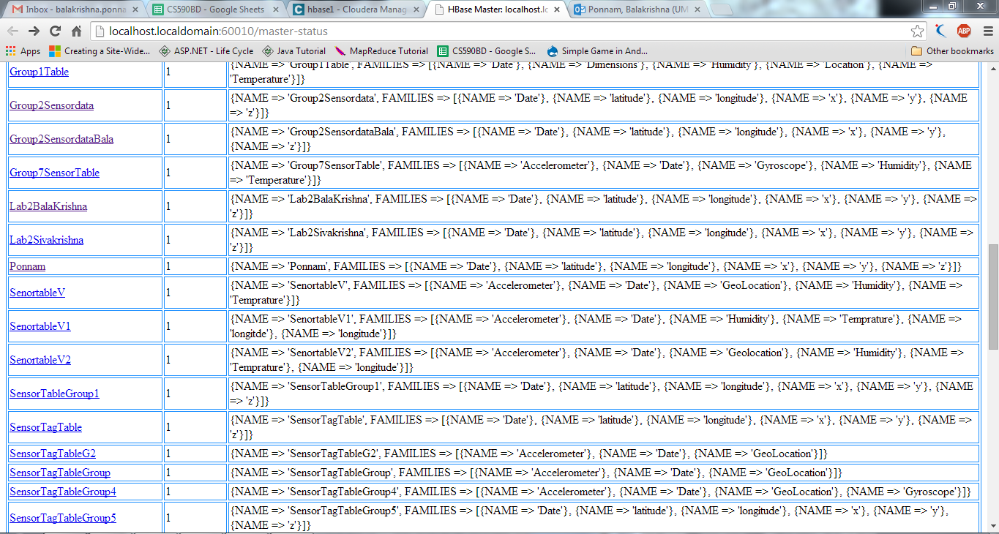 Inbox - balakrishna.ponna
CS590BD - Google Sheets
hbase1 - Cloudera Manag
HBase Master: localhost.lo
Ponnam, Balakrishna (UM
localhost.localdomain:60010/master-status
ABP
Apps Creating a Site-Wide... ASP.NET - Life Cycle Java Tutorial MapReduce Tutorial CS590BD - Google S... Simple Game in And... Other bookmarks
Group1Table 1 {NAME => 'Group1Table', FAMILIES => [{NAME => 'Date'}, {NAME => 'Dimensions'}, {NAME => 'Humidity'}, {NAME => 'Location'}, {NAME =>
'Temperature'}]}
Group2Sensordata 1 {NAME => 'Group2Sensordata', FAMILIES => [{NAME => 'Date'}, {NAME => 'latitude'}, {NAME => 'longitude'}, {NAME => 'x'}, {NAME => 'y'}, {NAME
=> 'z'}]}
Group2SensordataBala 1 {NAME => 'Group2SensordataBala', FAMILIES => [{NAME => 'Date'}, {NAME => 'latitude'}, {NAME => 'longitude'}, {NAME => 'x'}, {NAME => 'y'},
{NAME => 'z'}]}
Group7SensorTable 1 {NAME => 'Group7SensorTable', FAMILIES => [{NAME => 'Accelerometer'}, {NAME => 'Date'}, {NAME => 'Gyroscope'}, {NAME => 'Humidity'}, {NAME
=> 'Temperature'}]}
Lab2BalaKrishna 1 {NAME => 'Lab2BalaKrishna', FAMILIES => [{NAME => 'Date'}, {NAME => 'latitude'}, {NAME => 'longitude'}, {NAME => 'x'}, {NAME => 'y'}, {NAME =>
'z'}]}
Lab2Sivakrishna 1 {NAME => 'Lab2Sivakrishna', FAMILIES => [{NAME => 'Date'}, {NAME => 'latitude'}, {NAME => 'longitude'}, {NAME => 'x'}, {NAME => 'y'}, {NAME =>
'z'}]}
Ponnam 1 {NAME => 'Ponnam', FAMILIES => [{NAME => 'Date'}, {NAME => 'latitude'}, {NAME => 'longitude'}, {NAME => 'x'}, {NAME => 'y'}, {NAME => 'z'}]}
SenortableV 1 {NAME => 'SenortableV', FAMILIES => [{NAME => 'Accelerometer'}, {NAME => 'Date'}, {NAME => 'GeoLocation'}, {NAME => 'Humidity'}, {NAME =>
'Temprature'}]}
SenortableV1 1 {NAME => 'SenortableV1', FAMILIES => [{NAME => 'Accelerometer'}, {NAME => 'Date'}, {NAME => 'Humidity'}, {NAME => 'Temprature'}, {NAME =>
'longitde'}, {NAME => 'longitude'}]}
SenortableV2 1 {NAME => 'SenortableV2', FAMILIES => [{NAME => 'Accelerometer'}, {NAME => 'Date'}, {NAME => 'Geolocation'}, {NAME => 'Humidity'}, {NAME =>
'Temprature'}, {NAME => 'longitude'}]}
SensorTableGroup1 1 {NAME => 'SensorTableGroup1', FAMILIES => [{NAME => 'Date'}, {NAME => 'latitude'}, {NAME => 'longitude'}, {NAME => 'x'}, {NAME => 'y'}, {NAME
=> 'z'}]}
SensorTagTable 1 {NAME => 'SensorTagTable', FAMILIES => [{NAME => 'Date'}, {NAME => 'latitude'}, {NAME => 'longitude'}, {NAME => 'x'}, {NAME => 'y'}, {NAME =>
'z'}]}
SensorTagTableG2 1 {NAME => 'SensorTagTableG2', FAMILIES => [{NAME => 'Accelerometer'}, {NAME => 'Date'}, {NAME => 'GeoLocation'}]}
SensorTagTableGroup 1 {NAME => 'SensorTagTableGroup', FAMILIES => [{NAME => 'Accelerometer'}, {NAME => 'Date'}, {NAME => 'GeoLocation'}]}
SensorTagTableGroup4 1 {NAME => 'SensorTagTableGroup4', FAMILIES => [{NAME => 'Accelerometer'}, {NAME => 'Date'}, {NAME => 'GeoLocation'}, {NAME => 'Gyroscope'}]}
SensorTagTableGroup5 1 {NAME => 'SensorTagTableGroup5', FAMILIES => [{NAME => 'Date'}, {NAME => 'latitude'}, {NAME => 'longitude'}, {NAME => 'x'}, {NAME => 'y'},
{NAME => 'z'}]}